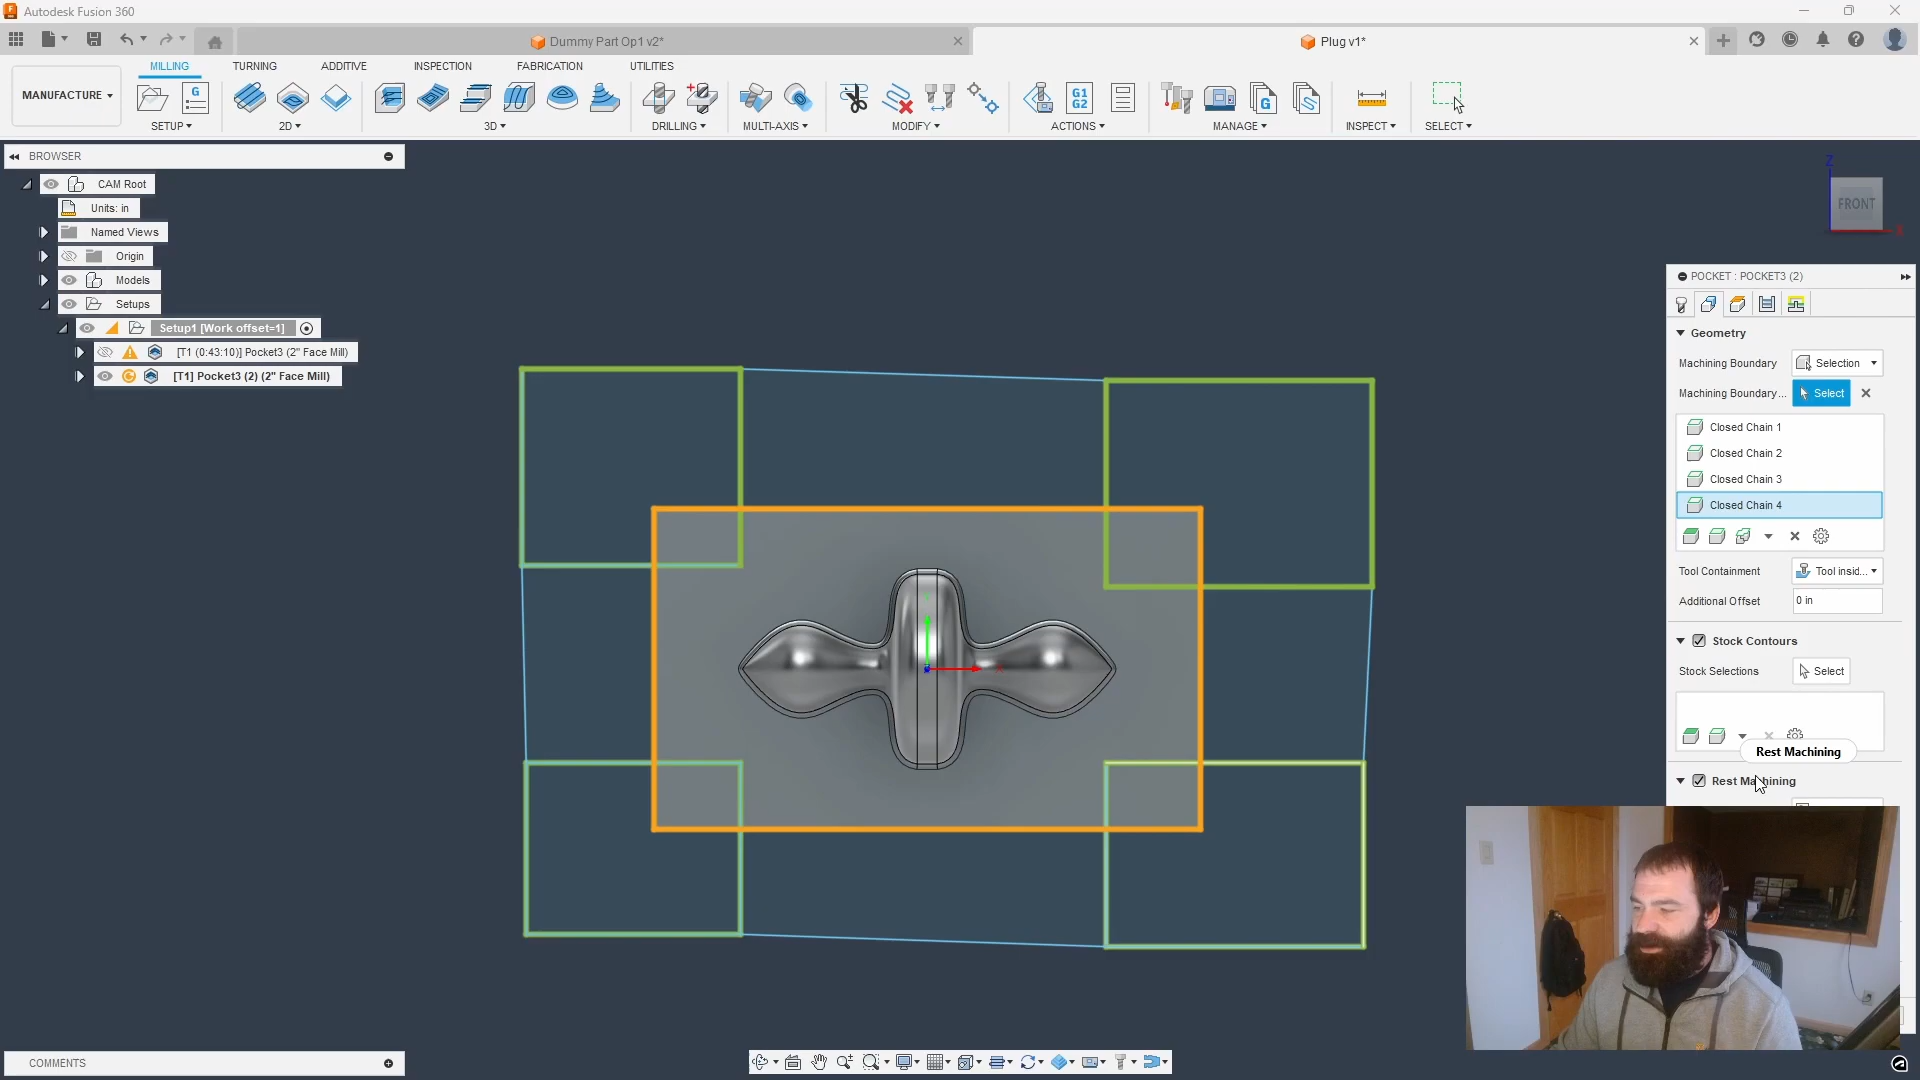 Autodesk Fusion 360
Dummy Part Op1 v2*
Plug v1*
MILLING
TURNING
ADDITIVE
INSPECTION
FABRICATION
UTILITIES
MANUFACTURE
SETUP
2D
3D
DRILLING
MULTI-AXIS
MODIFY
G1
G2
ACTIONS
MANAGE
INSPECT
SELECT
BROWSER
CAM Root
Units: in
Named Views
Origin
Models
Setups
Setup1 [Work offset=1]
[T1 (0:43:10)] Pocket3 (2" Face Mill)
[T1] Pocket3 (2) (2" Face Mill)
Z
FRONT
X
POCKET : POCKET3 (2)
Geometry
Machining Boundary
Selection
Machining Boundary...
Select
Closed Chain 1
Closed Chain 2
Closed Chain 3
Closed Chain 4
Tool Containment
Tool insid...
Additional Offset
0 in
Stock Contours
Stock Selections
Select
Rest Machining
Rest Machining
COMMENTS